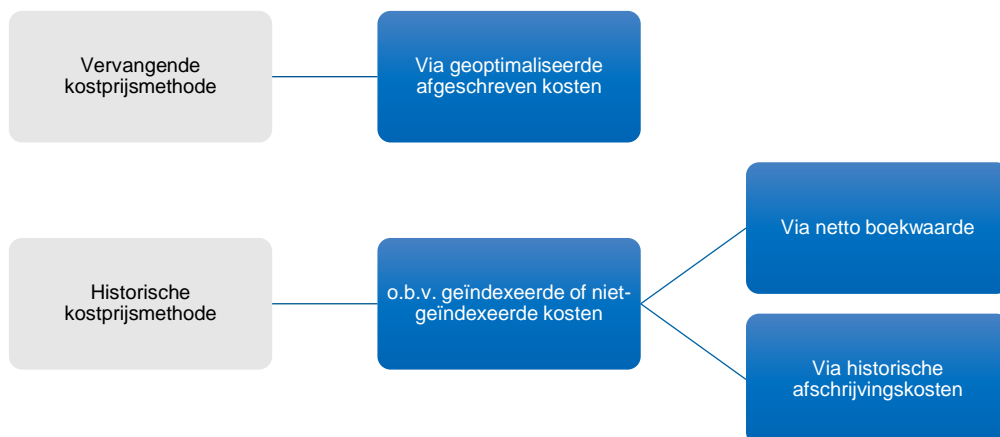 Vervangende
kostprijsmethode
Via geoptimaliseerde
afgeschreven kosten
Historische
kostprijsmethode
o.b.v. geïndexeerde of niet-
geïndexeerde kosten
Via netto boekwaarde
Via historische
afschrijvingskosten